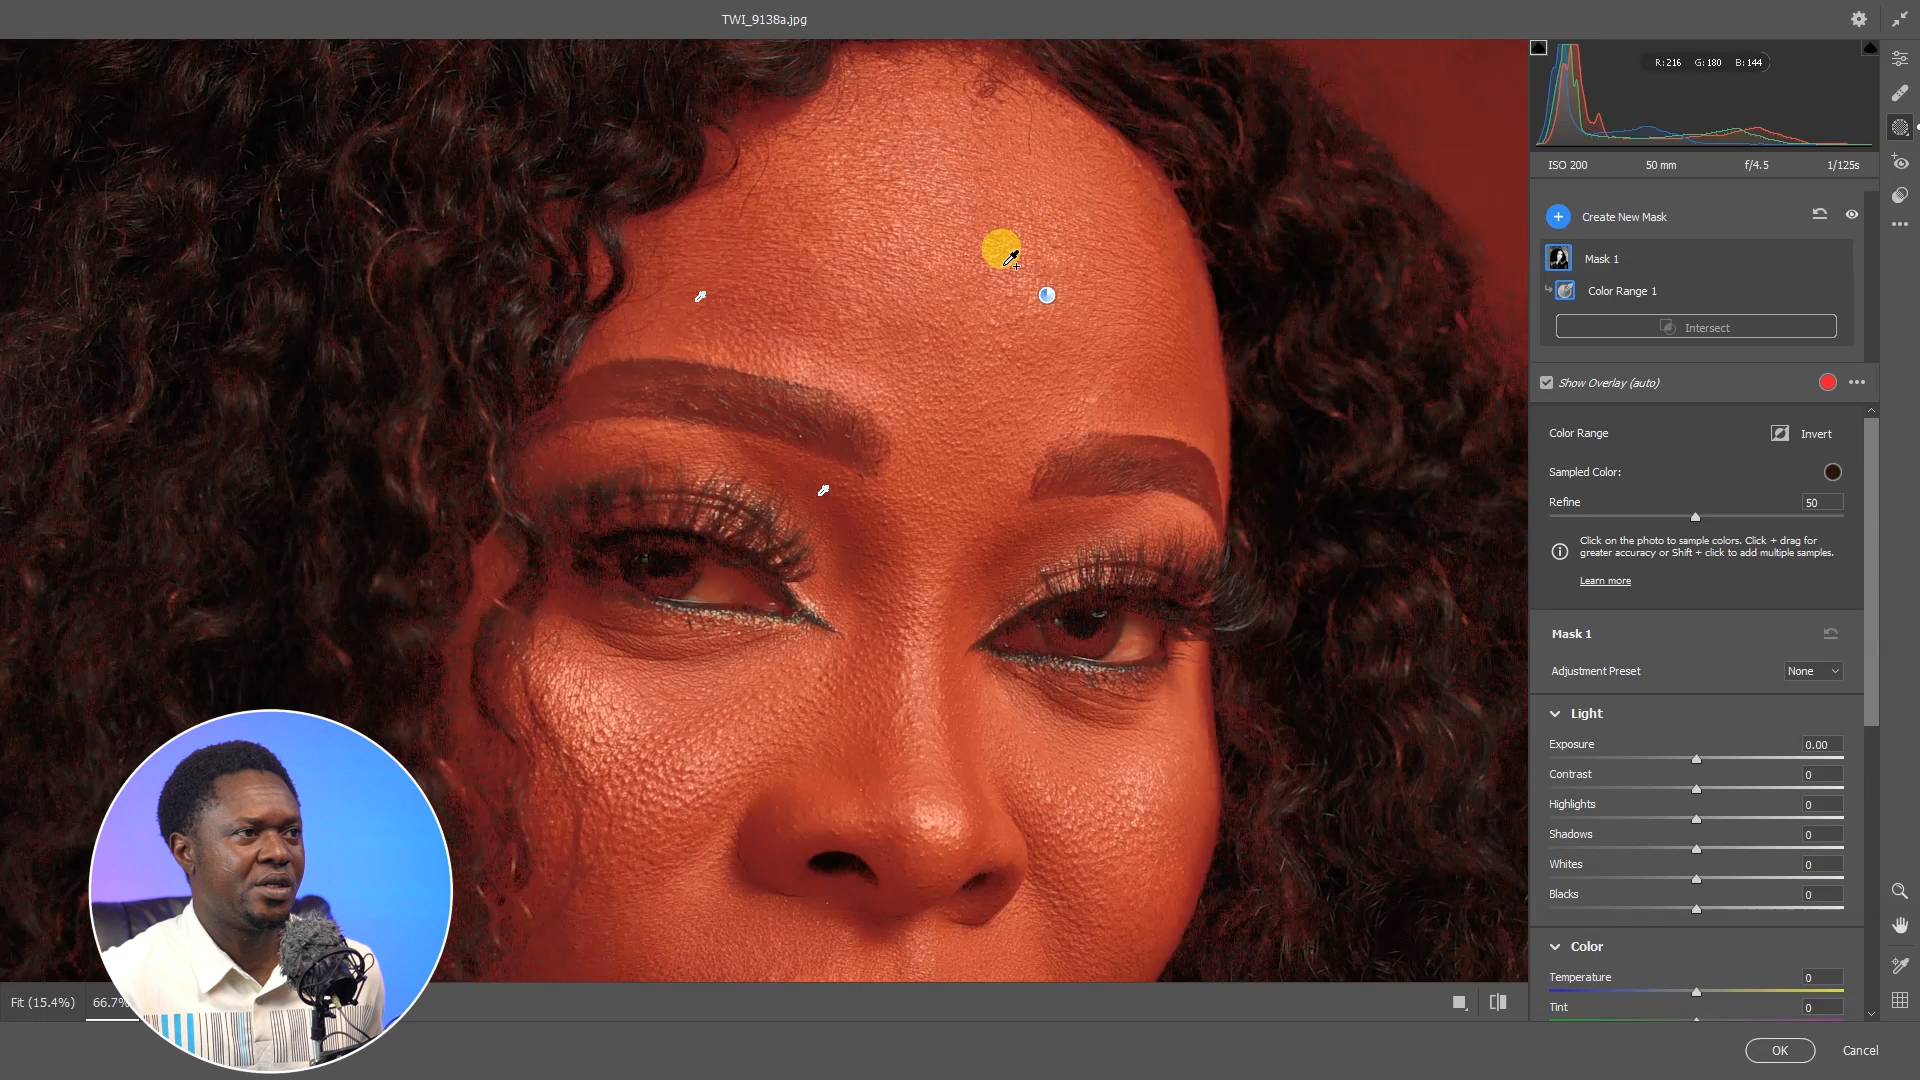 TWI_9138a.jpg
R:216 G:180 B:144
ISO 200 50 mm f/4.5 1/125s
Create New Mask
Mask 1
Color Range 1
Intersect
Show Overlay (auto)
Color Range Invert
Sampled Color:
Refine 50
Click on the photo to sample colors. Click + drag for
greater accuracy or Shift + click to add multiple samples.
Learn more
Mask 1
Adjustment Preset None
Light
Exposure 0.00
Contrast 0
Highlights 0
Shadows 0
Whites 0
Blacks 0
Color
Temperature 0
Tint 0
Fit (15.4%) 66.7%
OK Cancel